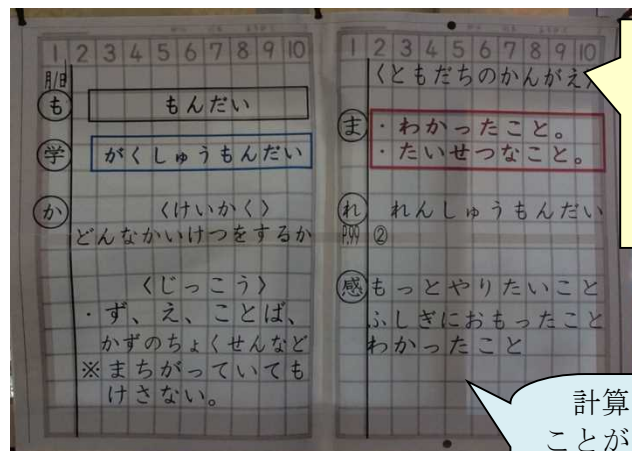 1 2 3 4 5 6 7 8 9 10
月/日
も もんだい
学 がくしゅうもんだい
か 〈けいかく〉
どんなかいけつをするか
〈じっこう〉
・ず、え、ことば、
かずのちょくせんなど
※まちがっていても
けさない。
1 2 3 4 5 6 7 8 9 10
〈ともだちのかんがえ〉
ま ・わかったこと。
・たいせつなこと。
れ れんしゅうもんだい
P.99 ②
感 もっとやりたいこと
ふしぎにおもったこと
わかったこと
計算
ことが